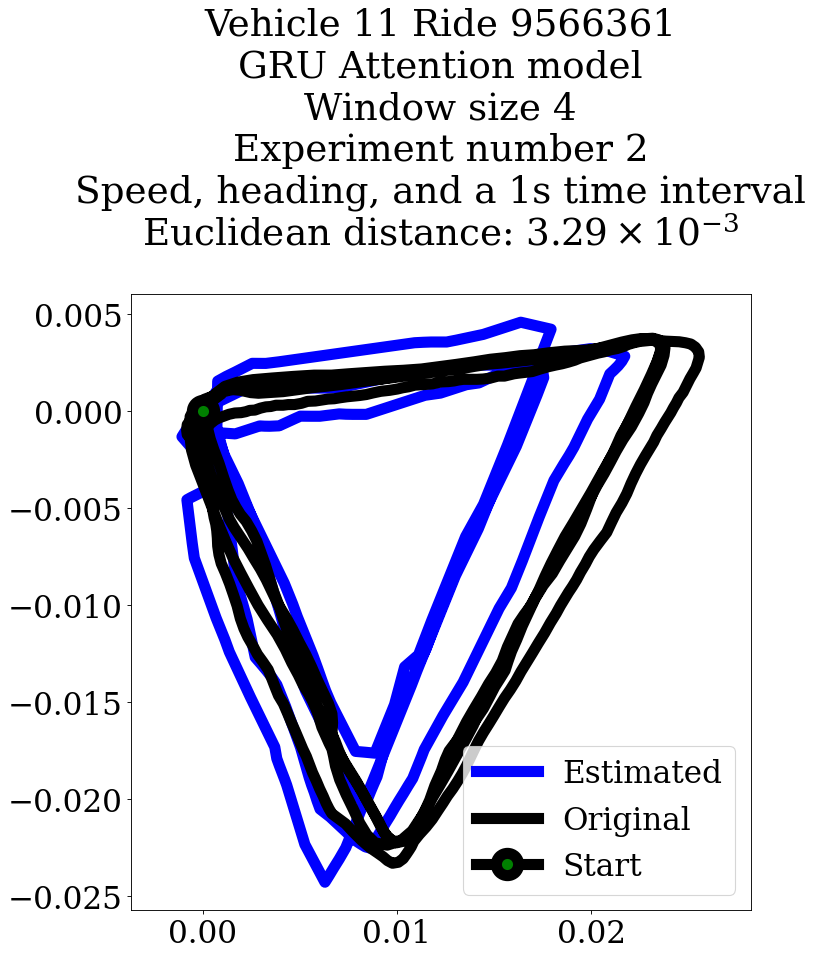 Vehicle 11 Ride 9566361
GRU Attention model
Window size 4
Experiment number 2
Speed, heading, and a 1s time interval
Euclidean distance: 3.29 × 10⁻³
0.005
0.000
−0.005
−0.010
−0.015
−0.020
−0.025
0.00 0.01 0.02
Estimated
Original
Start